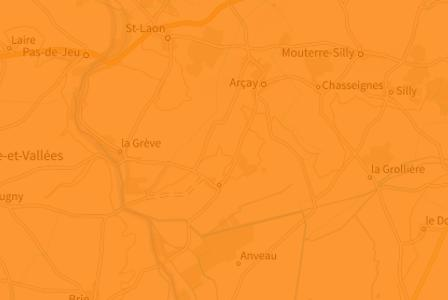 St-Laon
Laire
Pas-de-Jeu
Mouterre-Silly
Arçay
Chasseignes
Silly
la Grève
e-et-Vallées
la Grollière
ugny
le Do
Anveau
Brie